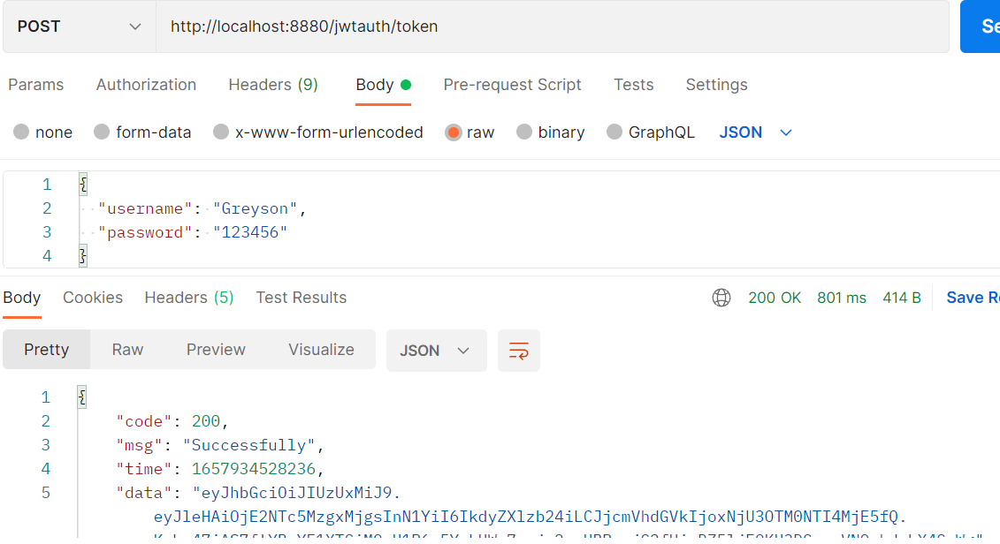 POST http://localhost:8880/jwtauth/token
Params Authorization Headers (9) Body Pre-request Script Tests Settings
none form-data x-www-form-urlencoded raw binary GraphQL JSON
1 {
2 "username": "Greyson",
3 "password": "123456"
4 }
Body Cookies Headers (5) Test Results 200 OK 801 ms 414 B Save
Pretty Raw Preview Visualize JSON
1 {
2 "code": 200,
3 "msg": "Successfully",
4 "time": 1657934528236,
5 "data": "eyJhbGciOiJIUzUxMiJ9.
eyJleHAiOjE2NTc5MzgxMjgsInN1YiI6IkdyZXlzb24iLCJjcmVhdGVkIjoxNjU3OTM0NTI4MjE5fQ.